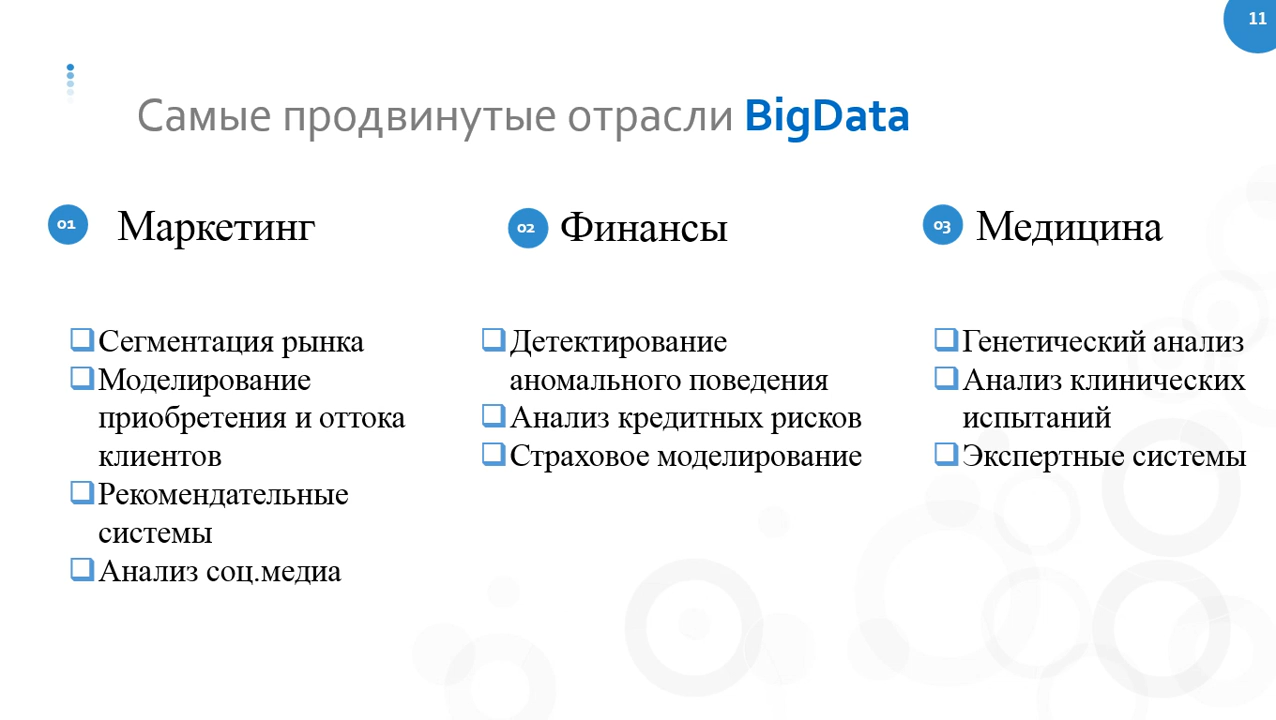 11
Самые продвинутые отрасли BigData
01 Маркетинг
Сегментация рынка
Моделирование
приобретения и оттока
клиентов
Рекомендательные
системы
Анализ соц.медиа
02 Финансы
Детектирование
аномального поведения
Анализ кредитных рисков
Страховое моделирование
03 Медицина
Генетический анализ
Анализ клинических
испытаний
Экспертные системы